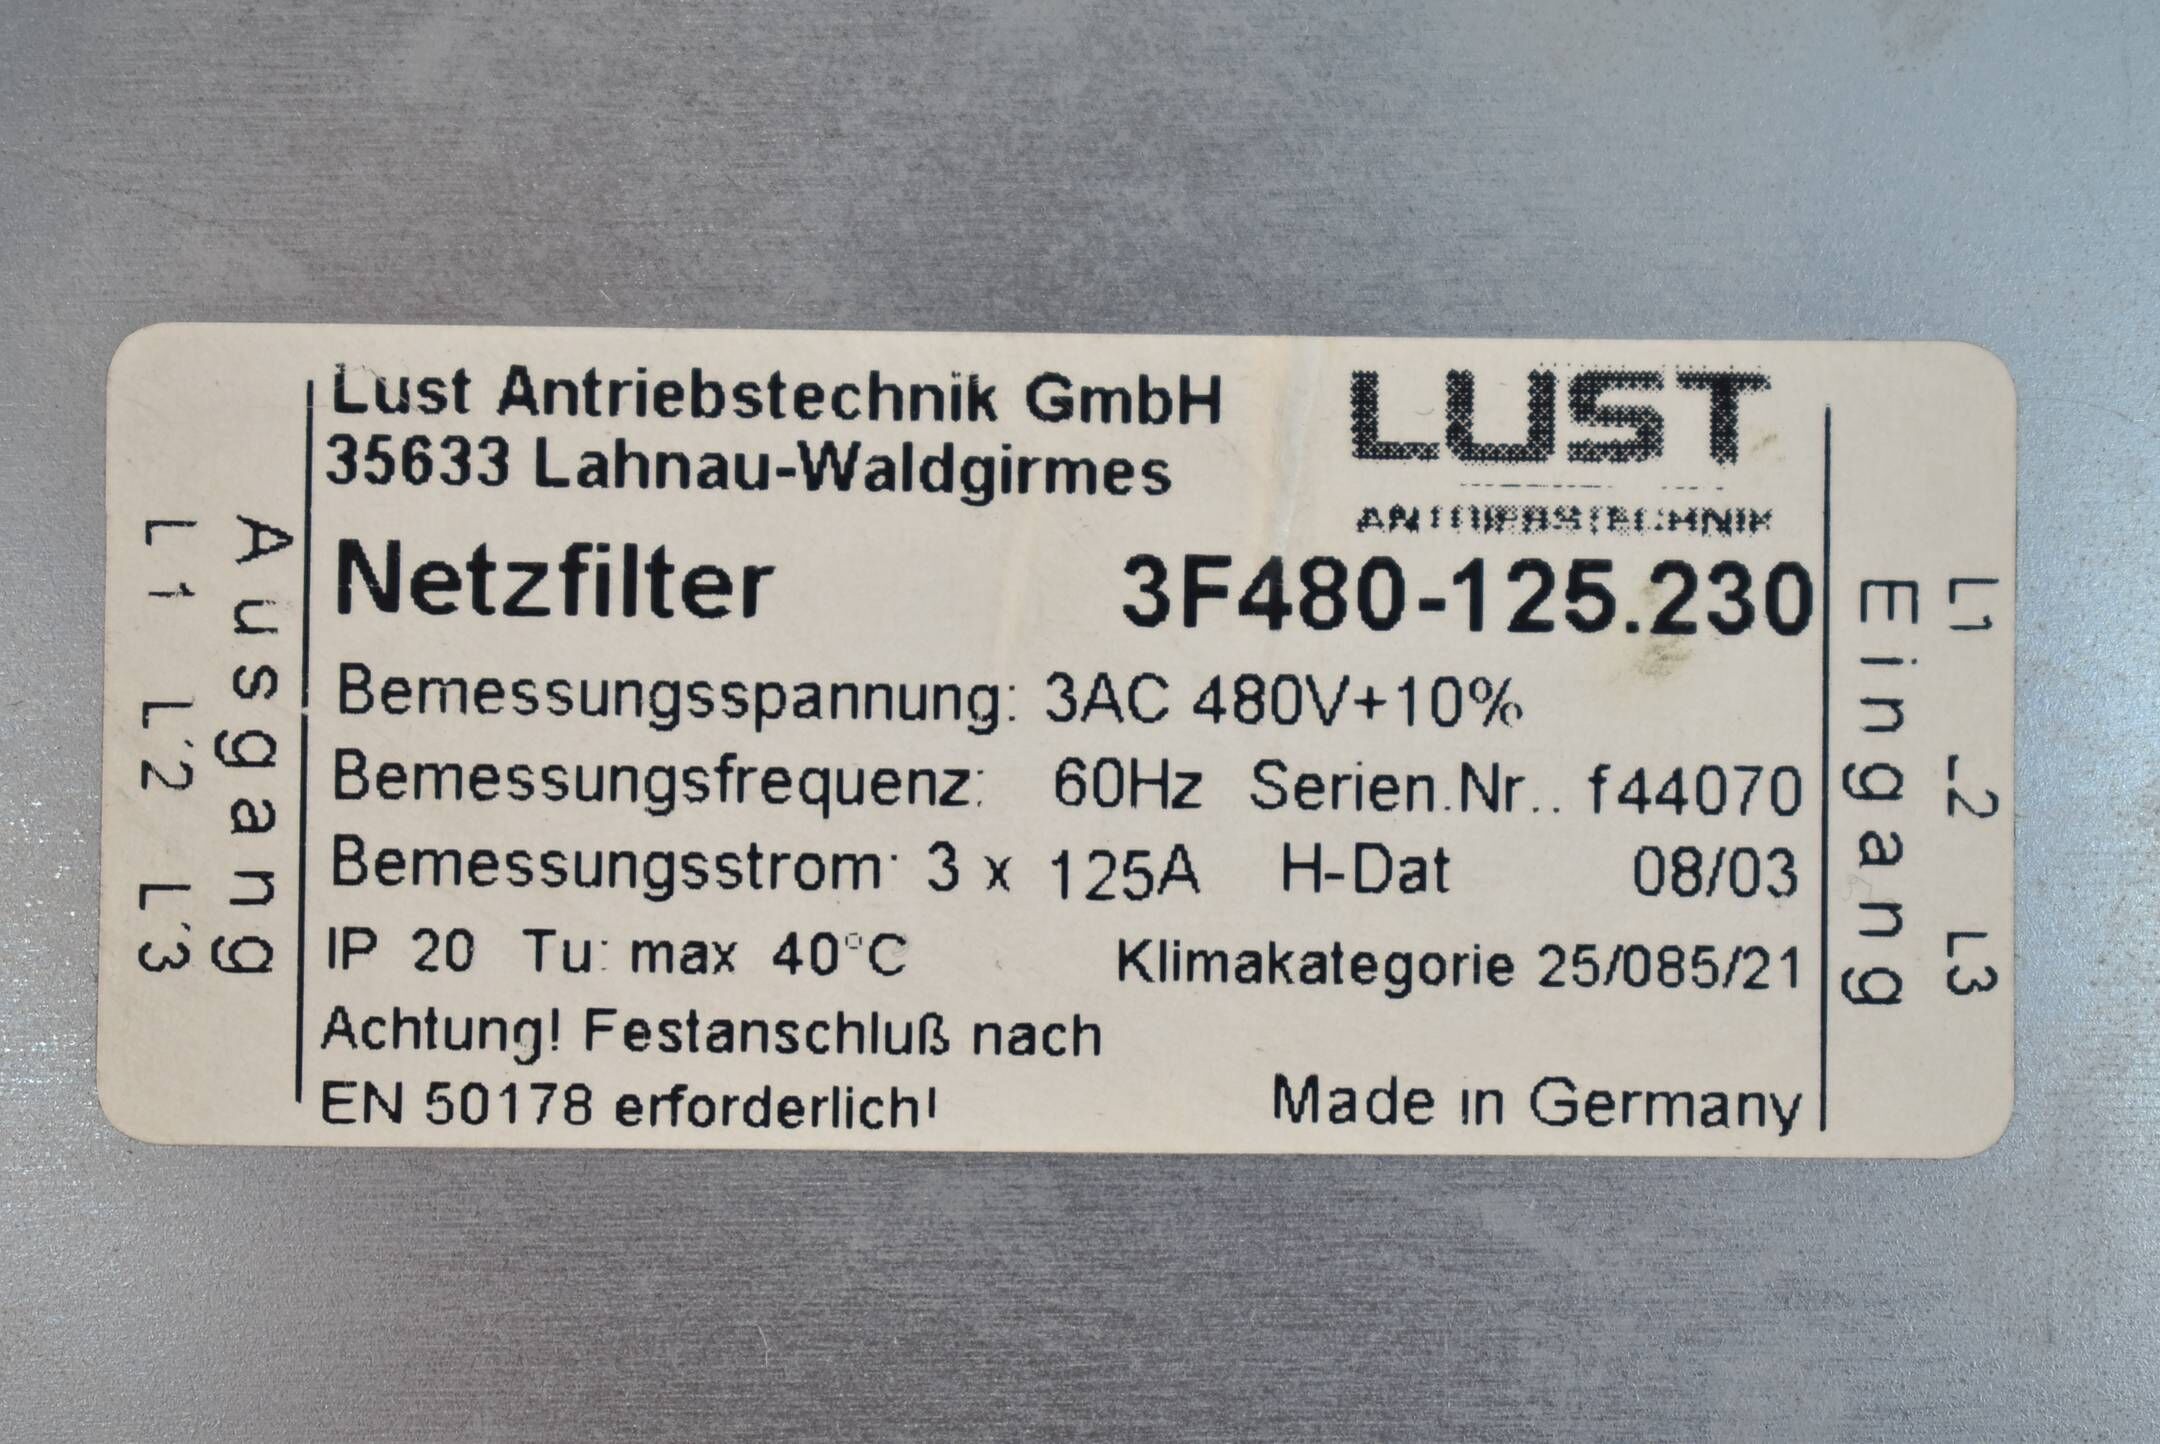 Lust Antriebstechnik GmbH
35633 Lahnau-Waldgirmes
LUST
ANTRIEBSTECHNIK
Netzfilter 3F480-125.230
Bemessungsspannung: 3AC 480V+10%
Bemessungsfrequenz: 60Hz Serien.Nr.. f44070
Bemessungsstrom: 3 x 125A H-Dat 08/03
IP 20 Tu: max 40°C Klimakategorie 25/085/21
Achtung! Festanschluß nach
EN 50178 erforderlich! Made in Germany
Ausgang
L1 L2 L3
L1 L2 L3
Eingang